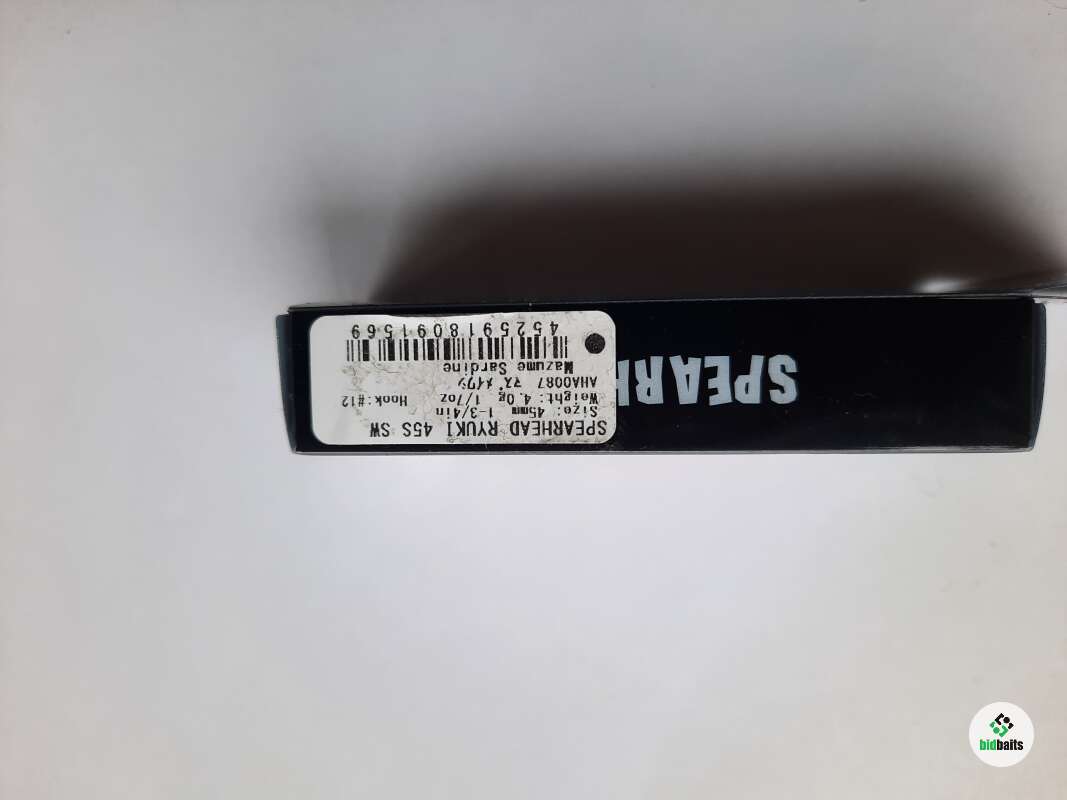 SPEARHEAD RYUKI 45S SW
Size: 45mm 1-3/4in
Weight: 4.0g 1/7oz Hook:#12
AHA0087 マズメイワシ
Mazume Sardine
4525918091569
SPEARH
bidbaits